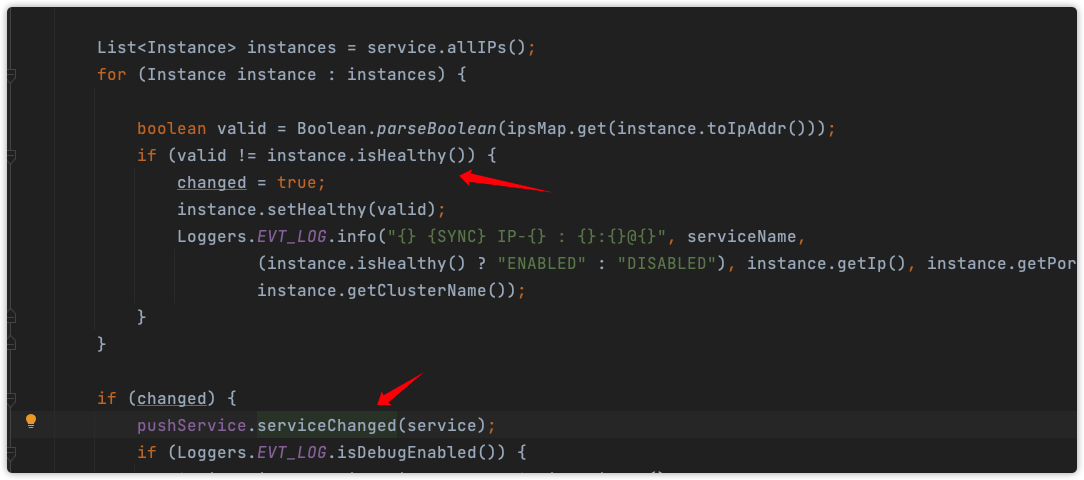 List<Instance> instances = service.allIPs();
for (Instance instance : instances) {
boolean valid = Boolean.parseBoolean(ipsMap.get(instance.toIpAddr()));
if (valid != instance.isHealthy()) {
changed = true;
instance.setHealthy(valid);
Loggers.EVT_LOG.info("{} {SYNC} IP-{} : {}:{}@{}", serviceName,
(instance.isHealthy() ? "ENABLED" : "DISABLED"), instance.getIp(), instance.getPor
instance.getClusterName());
}
}
if (changed) {
pushService.serviceChanged(service);
if (Loggers.EVT_LOG.isDebugEnabled()) {